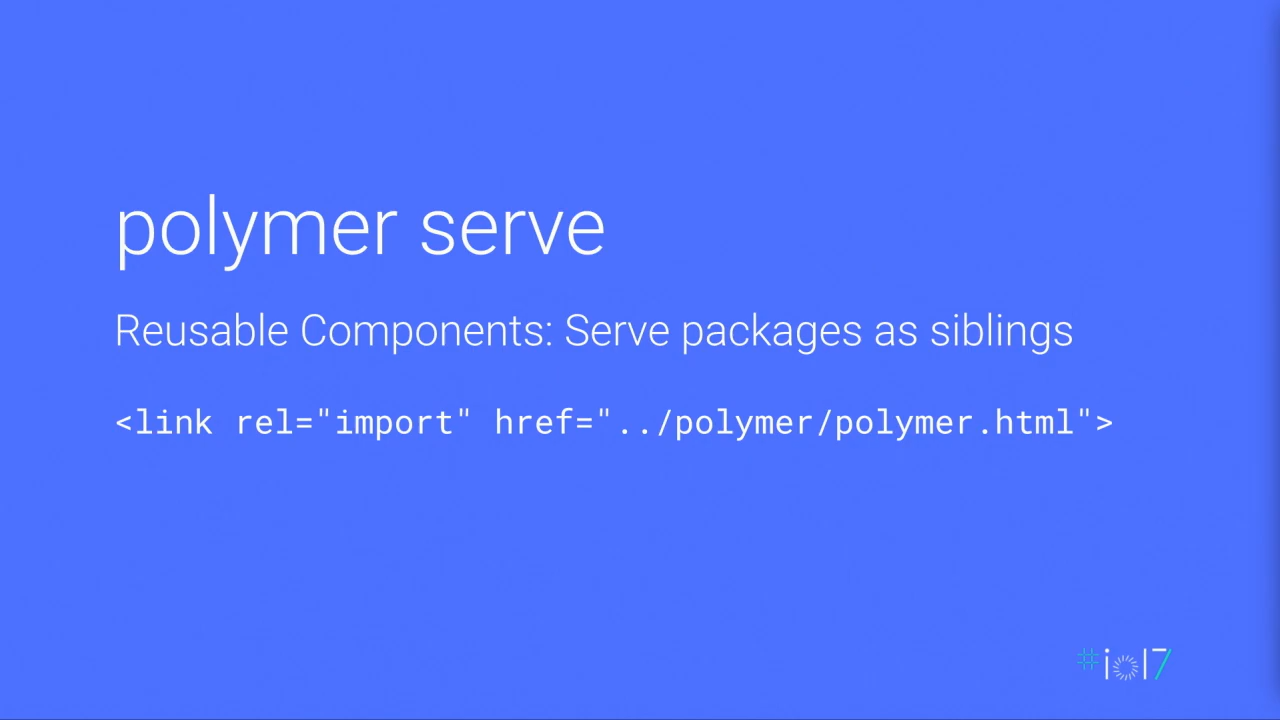 polymer serve
Reusable Components: Serve packages as siblings
<link rel="import" href="../polymer/polymer.html">
#io17